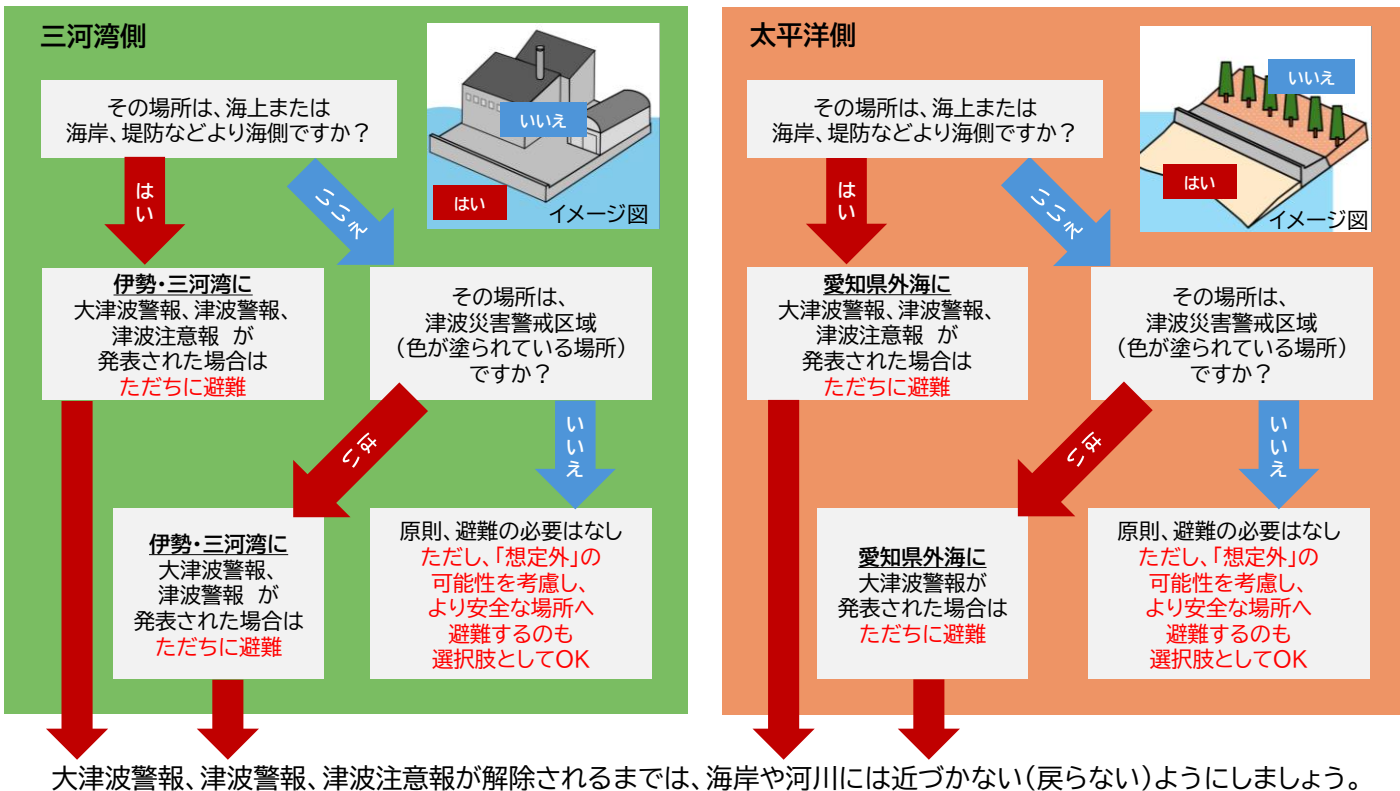 三河湾側
いいえ
はい
イメージ図
その場所は、海上または
海岸、堤防などより海側ですか？
はい
いいえ
伊勢・三河湾に
大津波警報、津波警報、
津波注意報 が
発表された場合は
ただちに避難
その場所は、
津波災害警戒区域
（色が塗られている場所）
ですか？
はい
いいえ
伊勢・三河湾に
大津波警報、
津波警報 が
発表された場合は
ただちに避難
原則、避難の必要はなし
ただし、「想定外」の
可能性を考慮し、
より安全な場所へ
避難するのも
選択肢としてOK
太平洋側
いいえ
はい
イメージ図
その場所は、海上または
海岸、堤防などより海側ですか？
はい
いいえ
愛知県外海に
大津波警報、津波警報、
津波注意報 が
発表された場合は
ただちに避難
その場所は、
津波災害警戒区域
（色が塗られている場所）
ですか？
はい
いいえ
愛知県外海に
大津波警報が
発表された場合は
ただちに避難
原則、避難の必要はなし
ただし、「想定外」の
可能性を考慮し、
より安全な場所へ
避難するのも
選択肢としてOK
大津波警報、津波警報、津波注意報が解除されるまでは、海岸や河川には近づかない（戻らない）ようにしましょう。